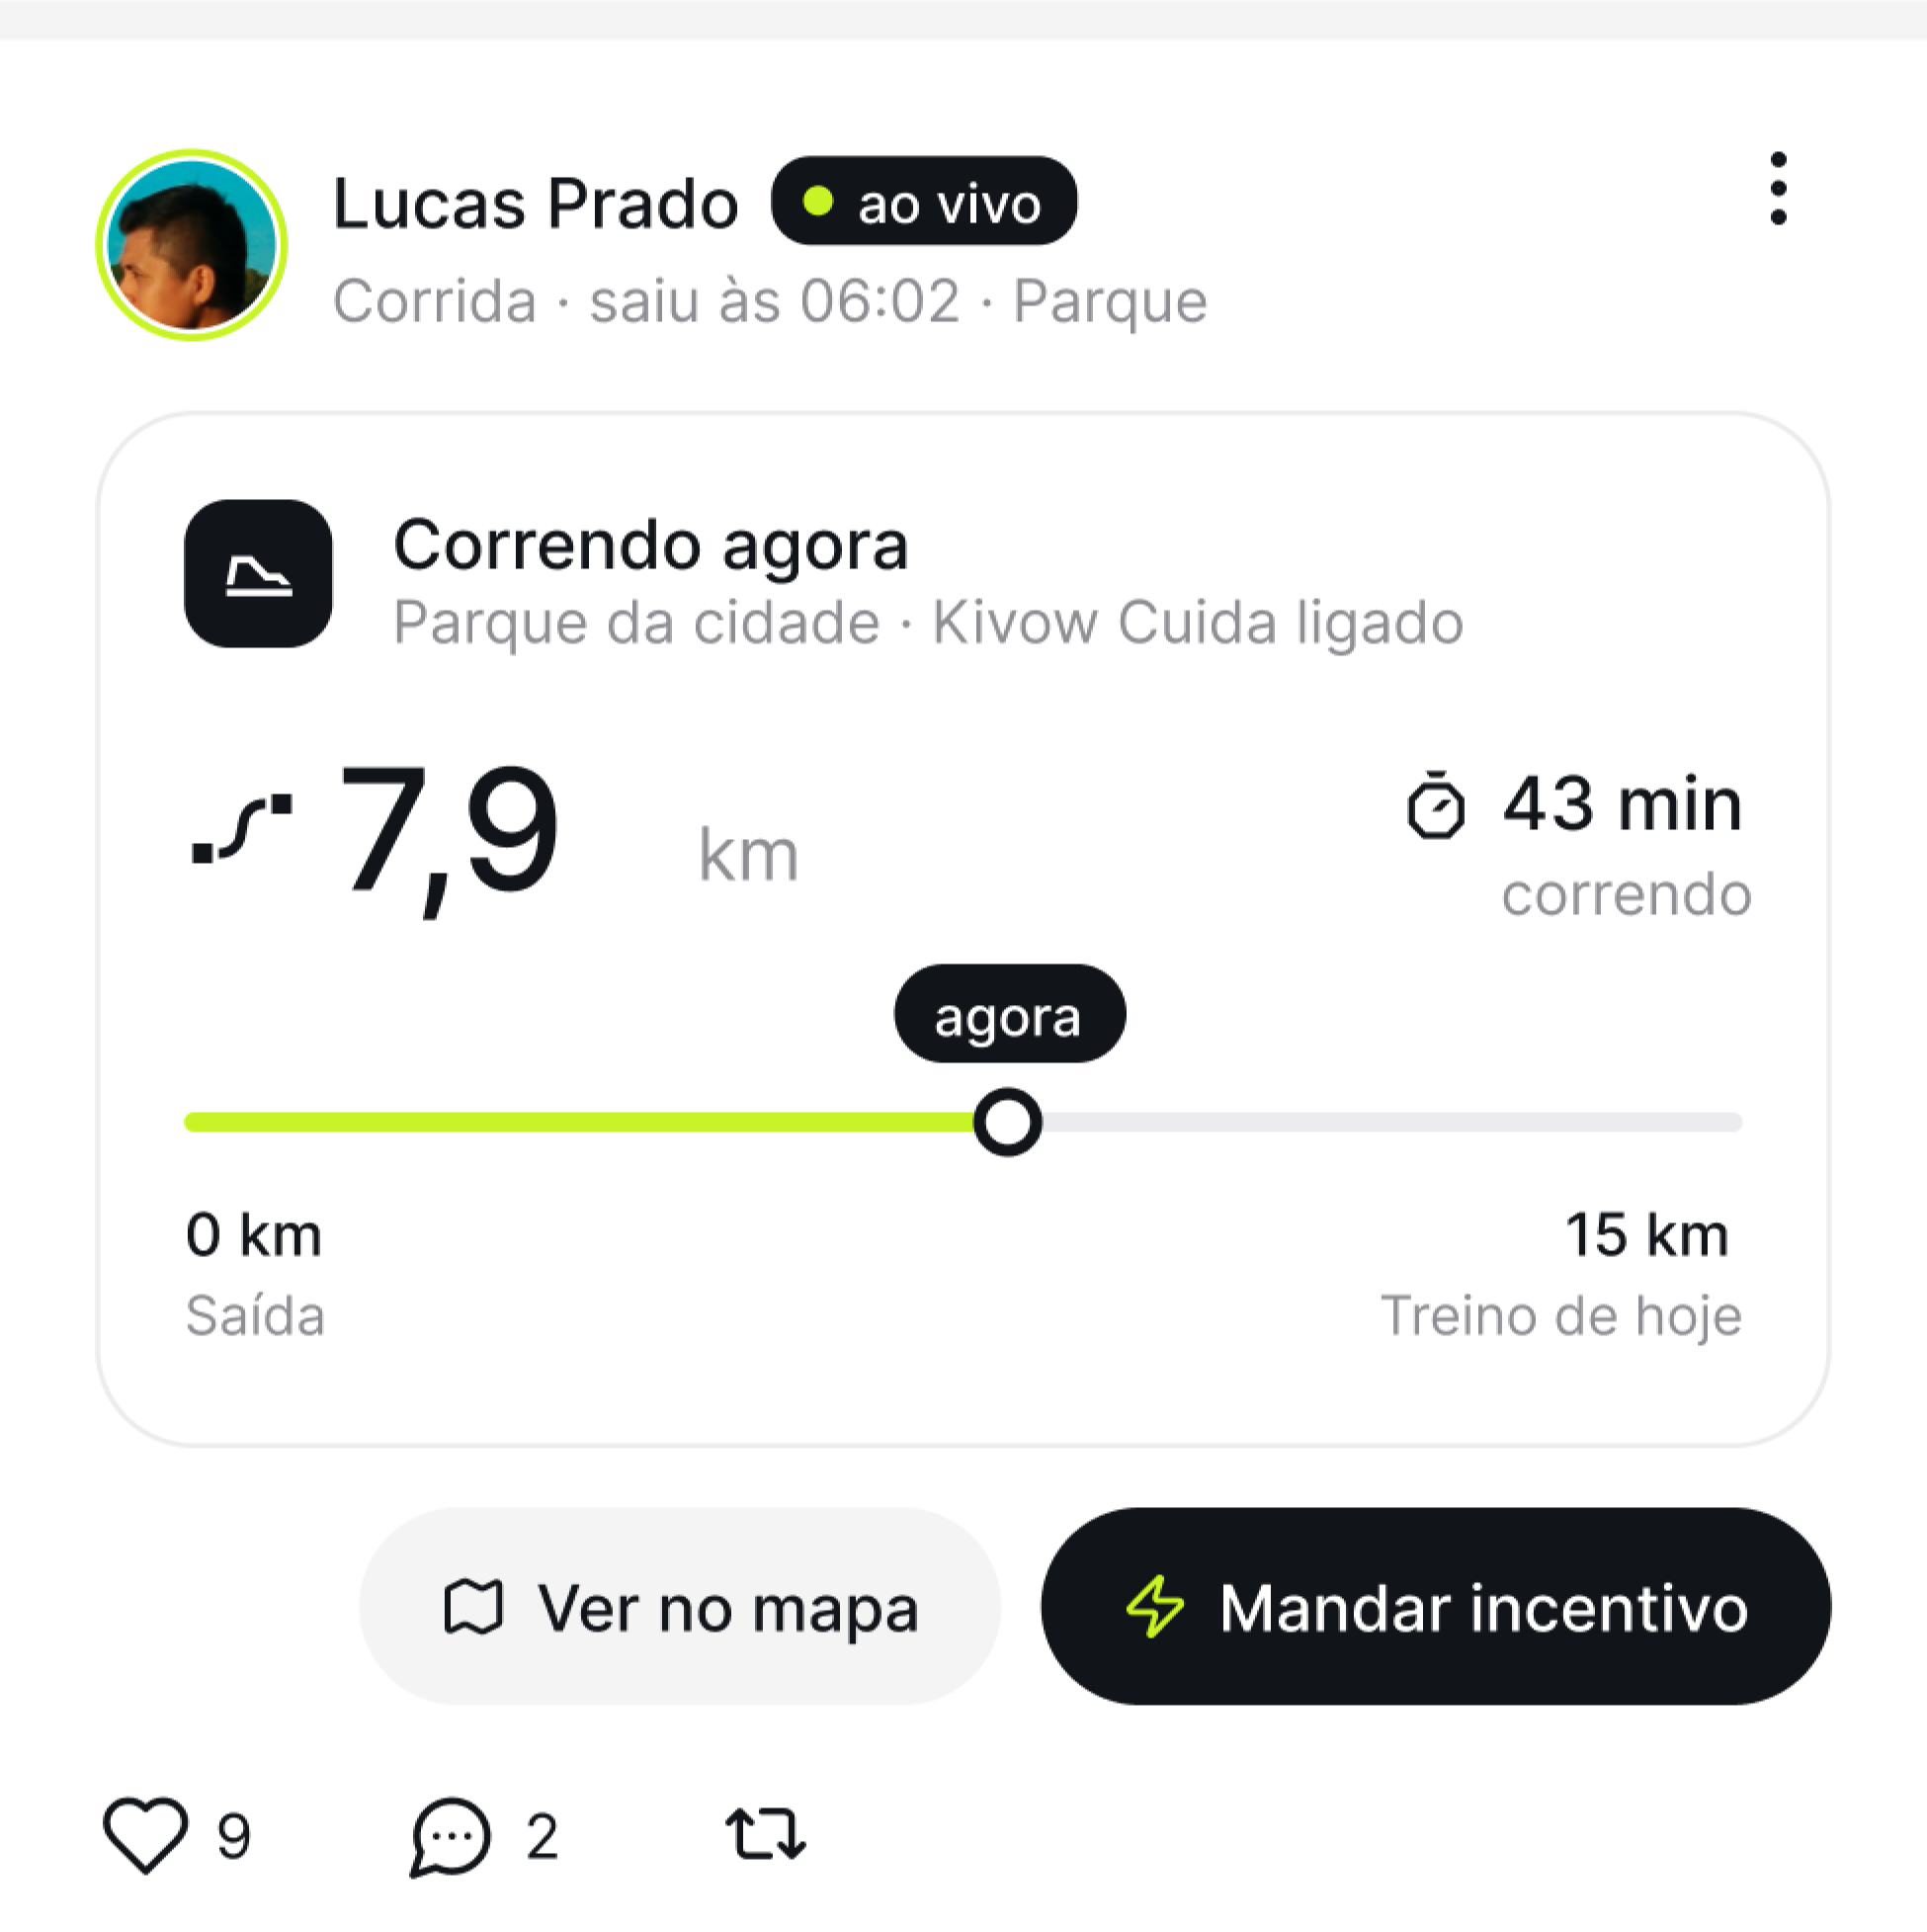 Lucas Prado
ao vivo
Corrida · saiu às 06:02 · Parque
Correndo agora
Parque da cidade · Kivow Cuida ligado
7,9 km
43 min
correndo
agora
0 km
15 km
Saída
Treino de hoje
Ver no mapa
Mandar incentivo
9
2